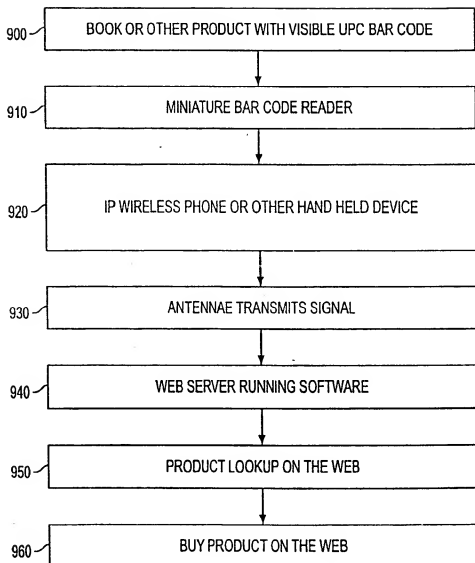 900 BOOK OR OTHER PRODUCT WITH VISIBLE UPC BAR CODE
910 MINIATURE BAR CODE READER
920 IP WIRELESS PHONE OR OTHER HAND HELD DEVICE
930 ANTENNAE TRANSMITS SIGNAL
940 WEB SERVER RUNNING SOFTWARE
950 PRODUCT LOOKUP ON THE WEB
960 BUY PRODUCT ON THE WEB